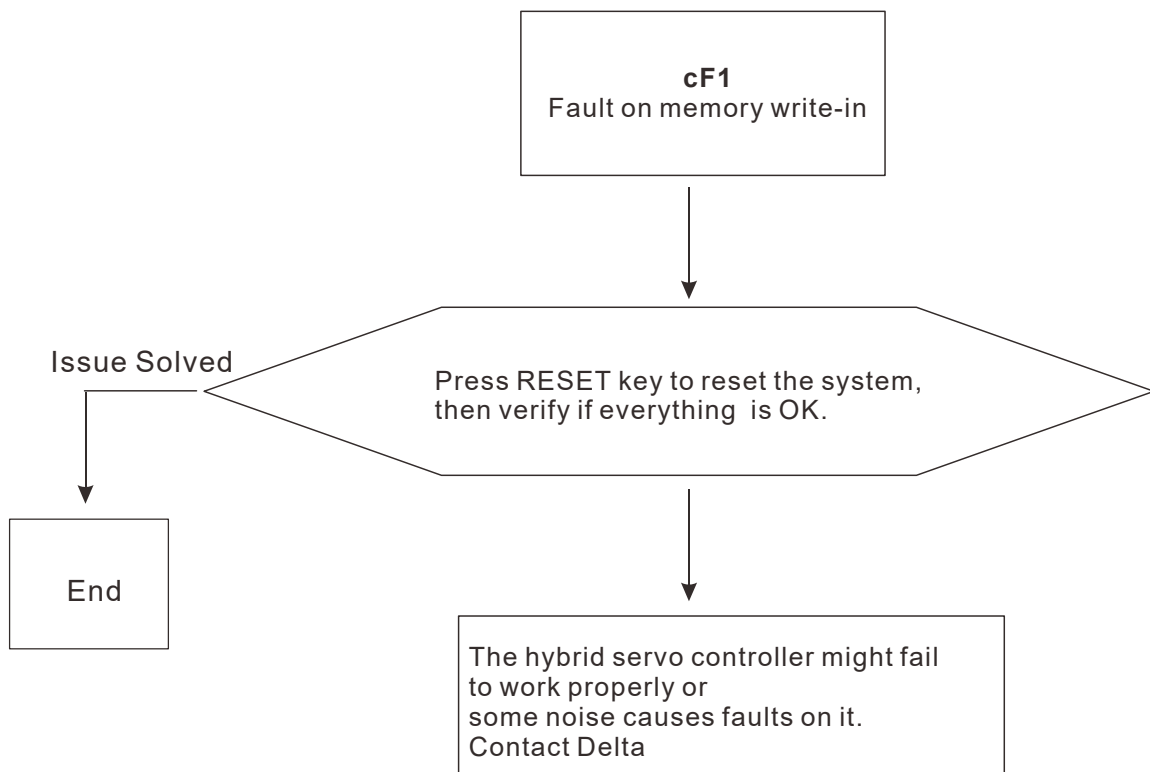 cF1
Fault on memory write-in
Issue Solved
Press RESET key to reset the system,
then verify if everything is OK.
End
The hybrid servo controller might fail
to work properly or
some noise causes faults on it.
Contact Delta